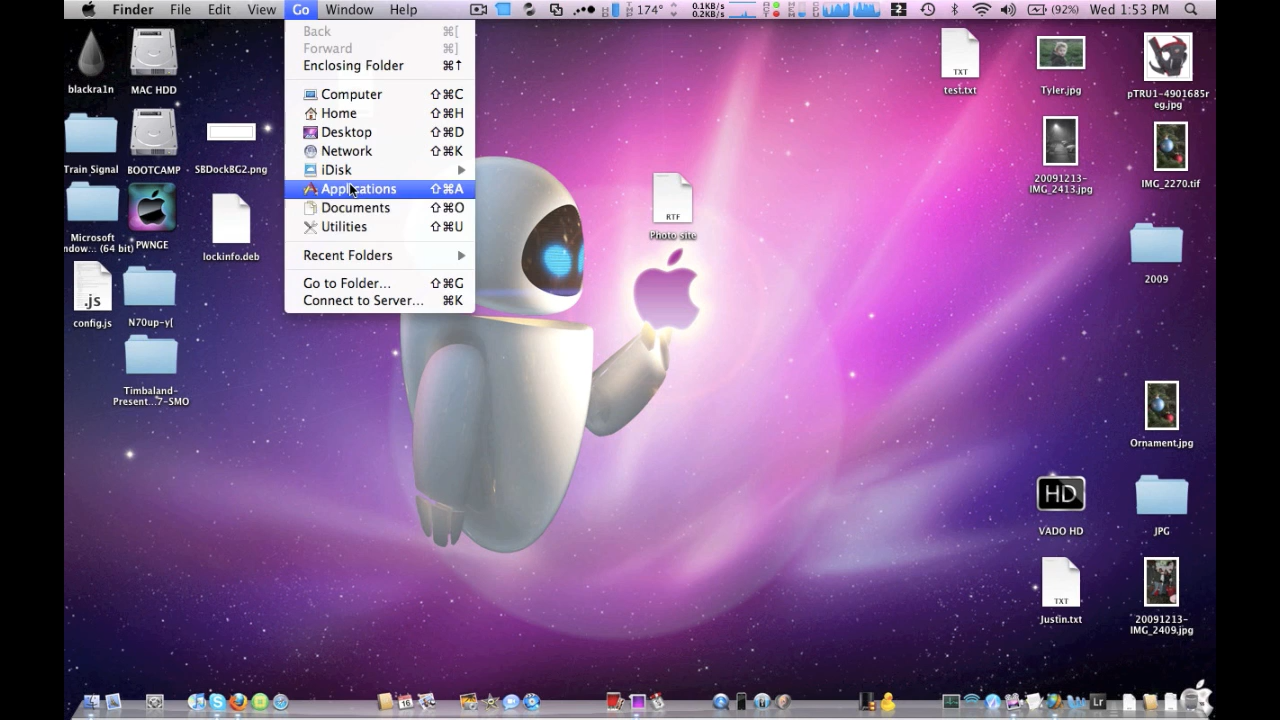 Finder File Edit View Go Window Help 174° 0.1KB/s 0.2KB/s (92%) Wed 1:53 PM
Back ⌘[
Forward ⌘]
Enclosing Folder ⌘↑
Computer ⇧⌘C
Home ⇧⌘H
Desktop ⇧⌘D
Network ⇧⌘K
iDisk
Applications ⇧⌘A
Documents ⇧⌘O
Utilities ⇧⌘U
Recent Folders
Go to Folder... ⇧⌘G
Connect to Server... ⌘K
blackra1n
MAC HDD
Train Signal
BOOTCAMP
SBDockBG2.png
Microsoft
ndow... (64 bit)
PWNGE
lockinfo.deb
.js
config.js
N70up-y[
Timbaland-
Present...7-SMO
RTF
Photo site
TXT
test.txt
Tyler.jpg
pTRU1-4901685r
eg.jpg
20091213-
IMG_2413.jpg
IMG_2270.tif
2009
Ornament.jpg
HD
VADO HD
JPG
TXT
Justin.txt
20091213-
IMG_2409.jpg
16
Lr